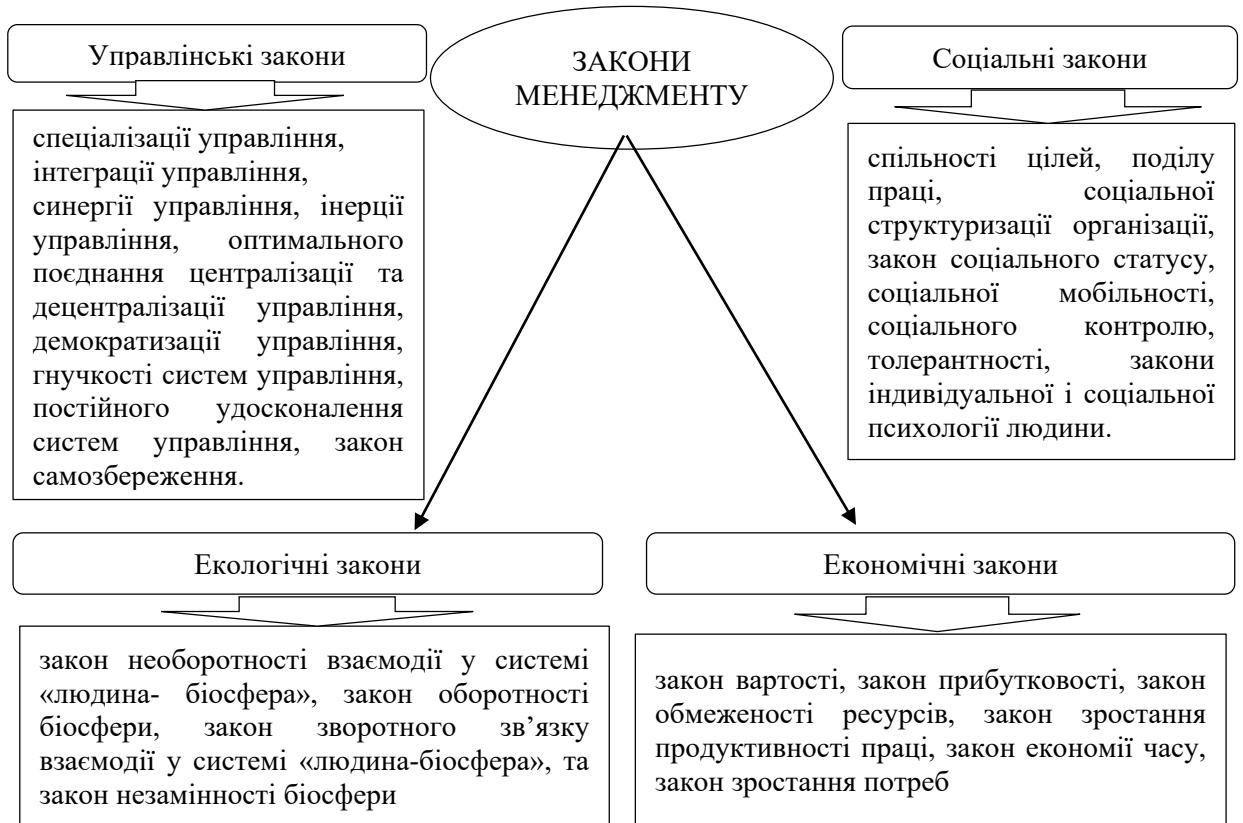 Управлінські закони
ЗАКОНИ
МЕНЕДЖМЕНТУ
Соціальні закони
спеціалізації управління,
інтеграції управління,
синергії управління, інерції
управління, оптимального
поєднання централізації та
децентралізації управління,
демократизації управління,
гнучкості систем управління,
постійного удосконалення
систем управління, закон
самозбереження.
спільності цілей, поділу
праці, соціальної
структуризації організації,
закон соціального статусу,
соціальної мобільності,
соціального контролю,
толерантності, закони
індивідуальної і соціальної
психології людини.
Екологічні закони
Економічні закони
закон необоротності взаємодії у системі
«людина- біосфера», закон оборотності
біосфери, закон зворотного зв’язку
взаємодії у системі «людина-біосфера», та
закон незамінності біосфери
закон вартості, закон прибутковості, закон
обмеженості ресурсів, закон зростання
продуктивності праці, закон економії часу,
закон зростання потреб